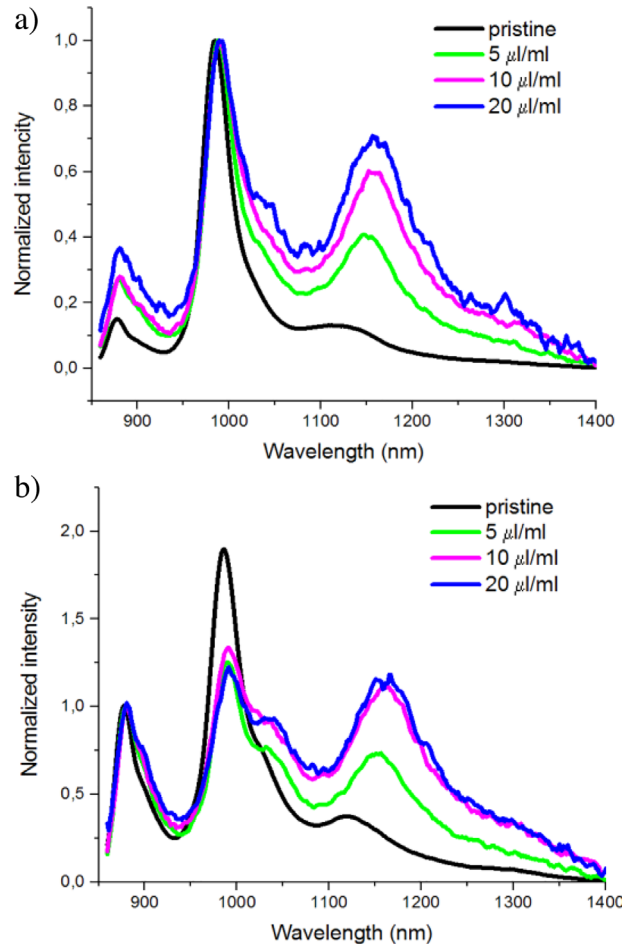 a)
pristine
5 μl/ml
10 μl/ml
20 μl/ml
1,0
0,8
0,6
0,4
0,2
0,0
Normalized intencity
900 1000 1100 1200 1300 1400
Wavelength (nm)
b)
pristine
5 μl/ml
10 μl/ml
20 μl/ml
2,0
1,5
1,0
0,5
0,0
Normalized intensity
900 1000 1100 1200 1300 1400
Wavelength (nm)